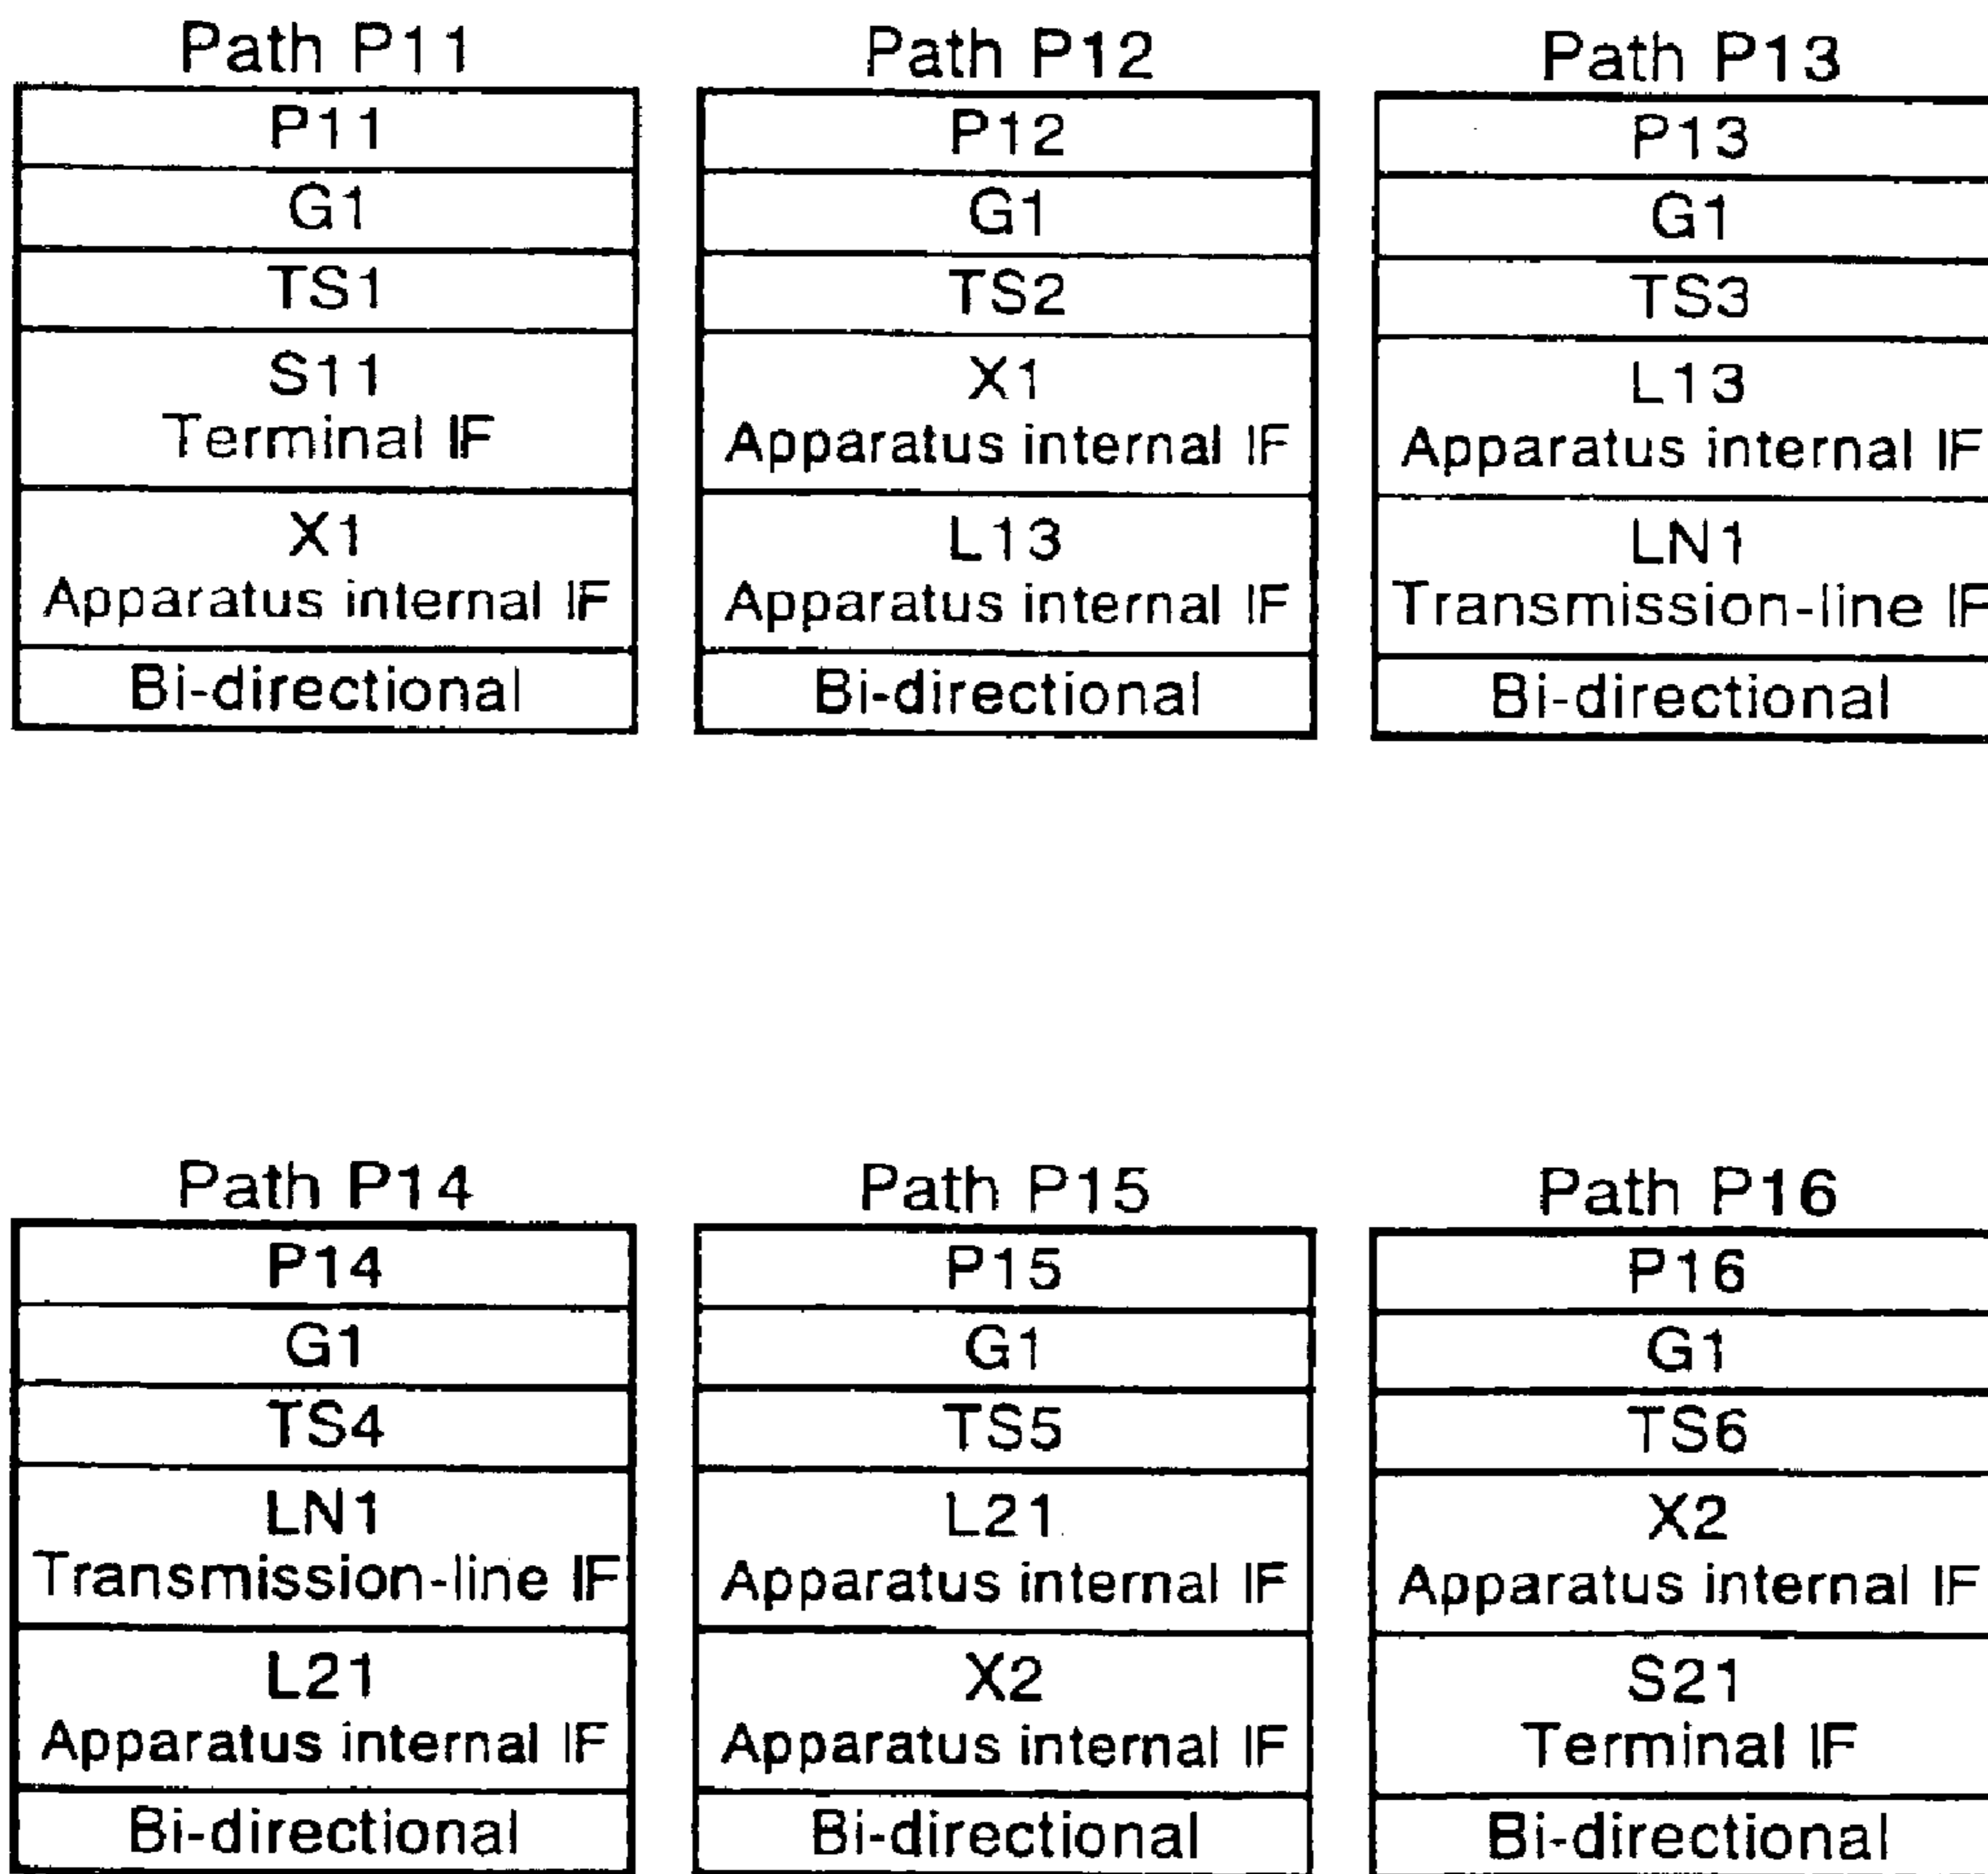 Path P11
P11
G1
TS1
S11
Terminal IF
X1
Apparatus internal IF
Bi-directional
Path P12
P12
G1
TS2
X1
Apparatus internal IF
L13
Apparatus internal IF
Bi-directional
Path P13
P13
G1
TS3
L13
Apparatus internal IF
LN1
Transmission-line IF
Bi-directional
Path P14
P14
G1
TS4
LN1
Transmission-line IF
L21
Apparatus internal IF
Bi-directional
Path P15
P15
G1
TS5
L21
Apparatus internal IF
X2
Apparatus internal IF
Bi-directional
Path P16
P16
G1
TS6
X2
Apparatus internal IF
S21
Terminal IF
Bi-directional